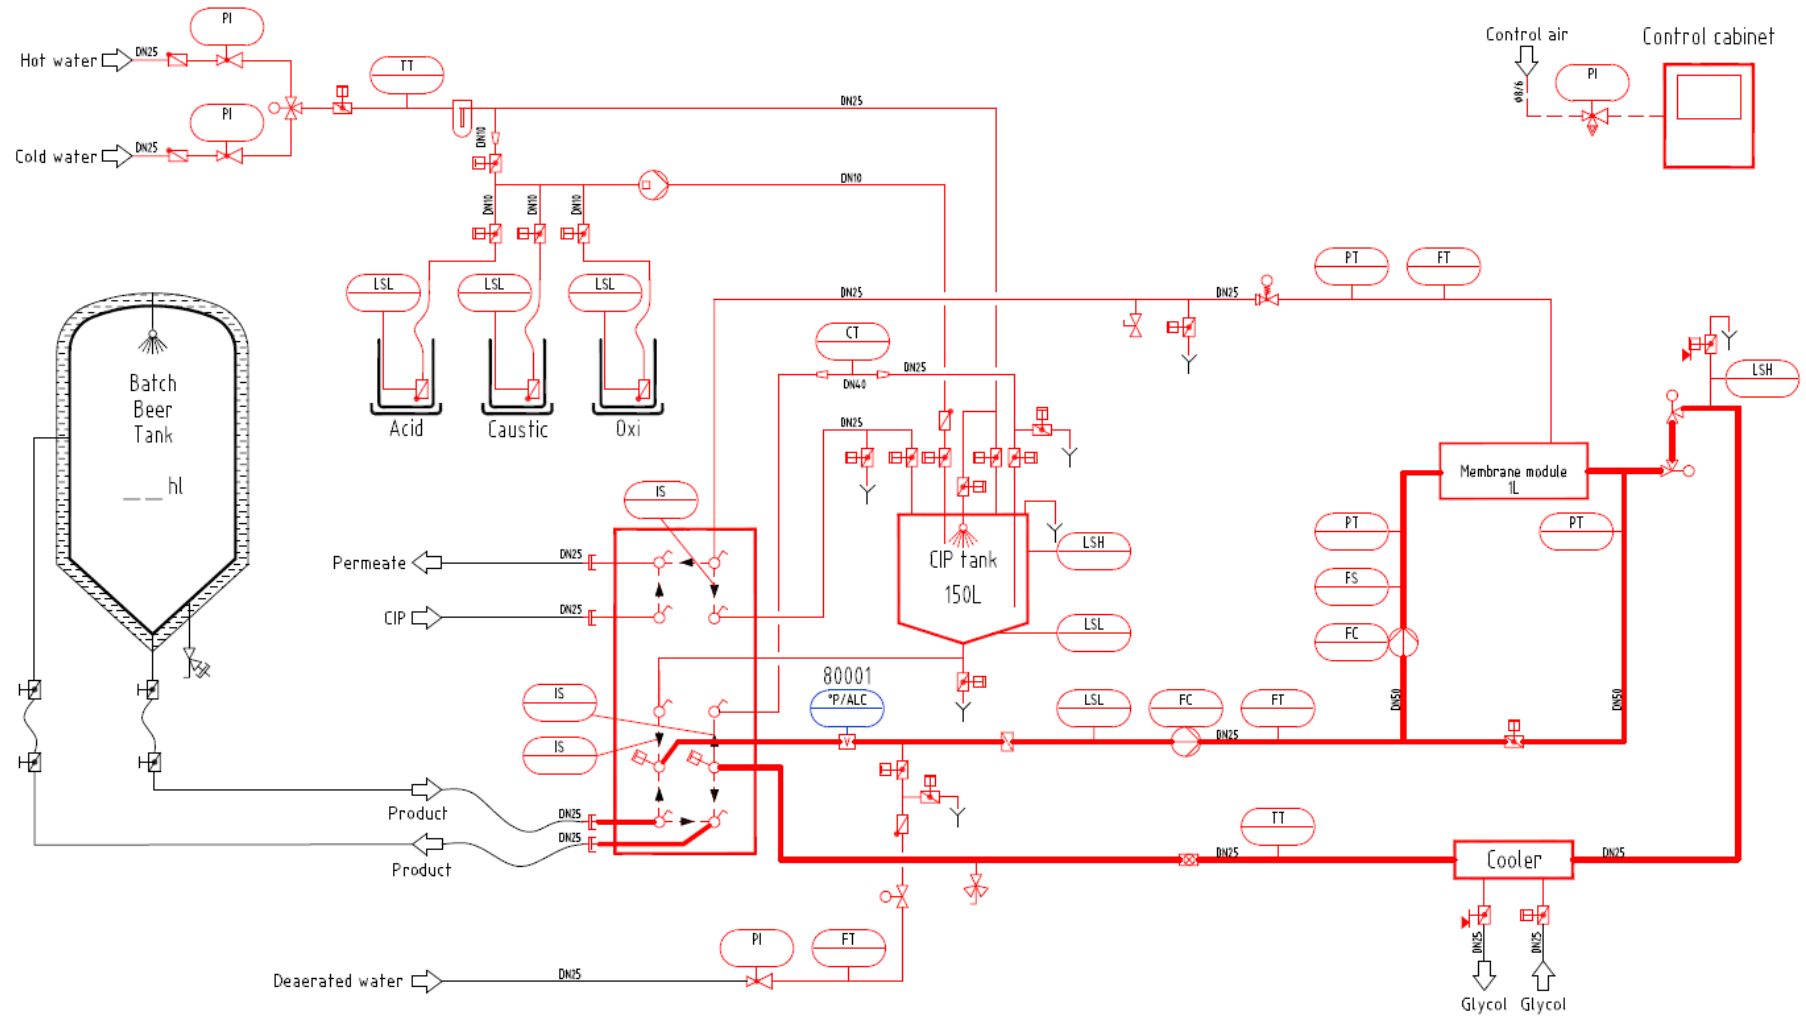 PI
Control air
Control cabinet
Hot water
DN25
TT
PI
PI
ø8/6
DN25
DN10
Cold water
DN25
DN10
DN10
DN10
DN10
LSL
LSL
LSL
PT
FT
DN25
DN25
CT
DN25
DN40
LSH
Batch
Beer
Tank
__hl
Acid
Caustic
Oxi
DN25
Membrane module
1L
IS
PT
PT
Permeate
DN25
CIP tank
150L
LSH
FS
CIP
DN25
LSL
FC
80001
IS
°P/ALC
LSL
FC
FT
DN50
DN50
IS
DN25
Product
DN25
DN25
Product
TT
DN25
Cooler
DN25
PI
FT
DN25
DN25
Deaerated water
DN25
Glycol
Glycol